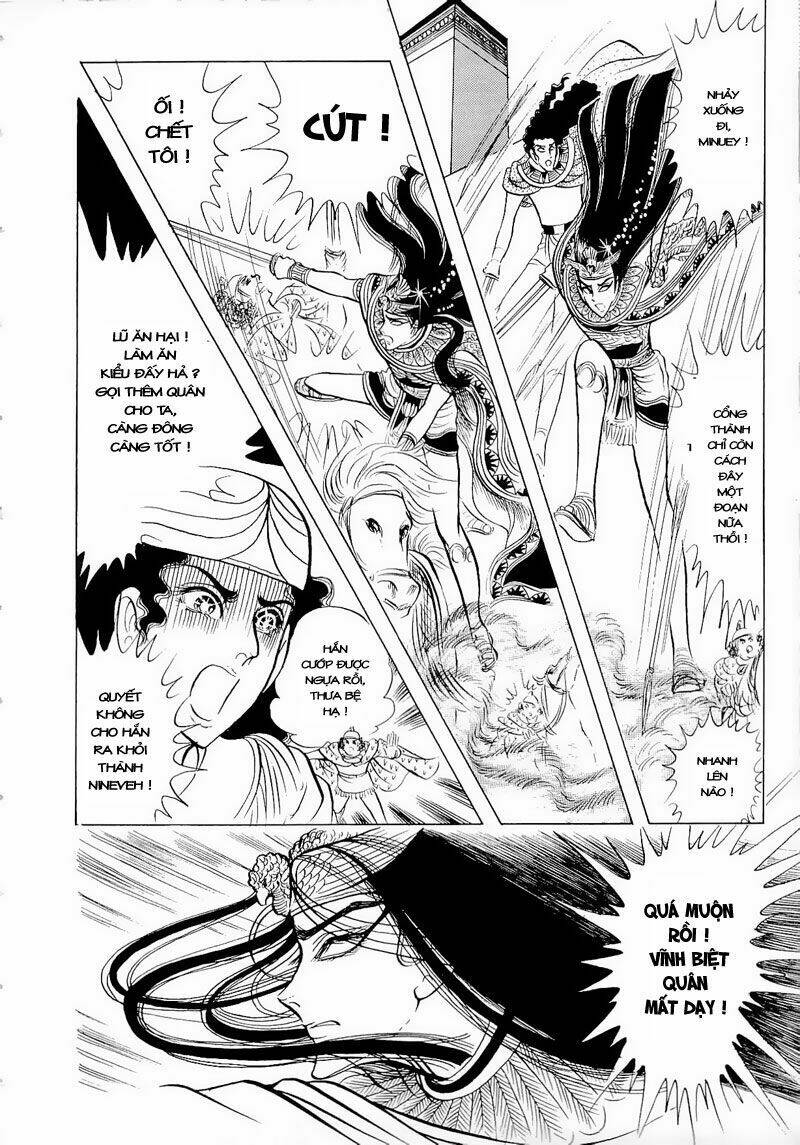 NHẢY
XUỐNG
ĐI,
MINUEY !
CỔNG
THÀNH
CHỈ CÒN
CÁCH
ĐÂY
MỘT
ĐOẠN
NỮA
THÔI !
NHANH
LÊN
NÀO !
CÚT !
ỐI !
CHẾT
TÔI !
LŨ ĂN HẠI !
LÀM ĂN
KIỂU ĐẤY HẢ ?
GỌI THÊM QUÂN
CHO TA,
CÀNG ĐÔNG
CÀNG TỐT !
HẮN
CƯỚP ĐƯỢC
NGỰA RỒI,
THƯA BỆ
HẠ !
QUYẾT
KHÔNG
CHO HẮN
RA KHỎI
THÀNH
NINEVEH !
QUÁ MUỘN
RỒI !
VĨNH BIỆT
QUÂN
MẤT DẠY !